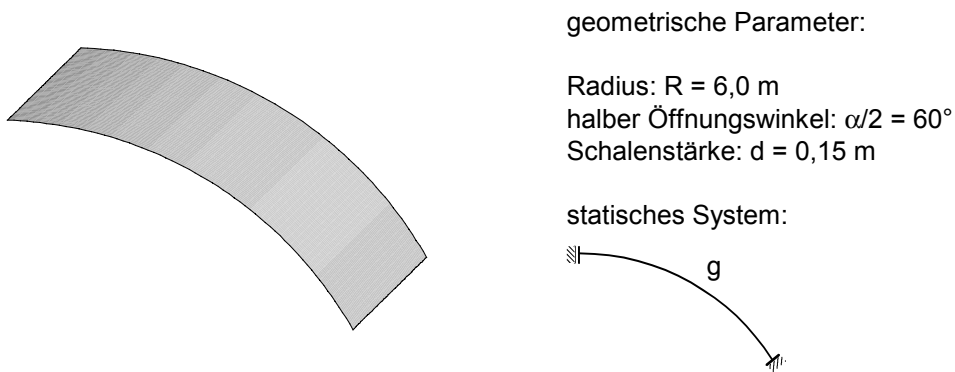 geometrische Parameter:
Radius: R = 6,0 m
halber Öffnungswinkel: α/2 = 60°
Schalenstärke: d = 0,15 m
statisches System:
g